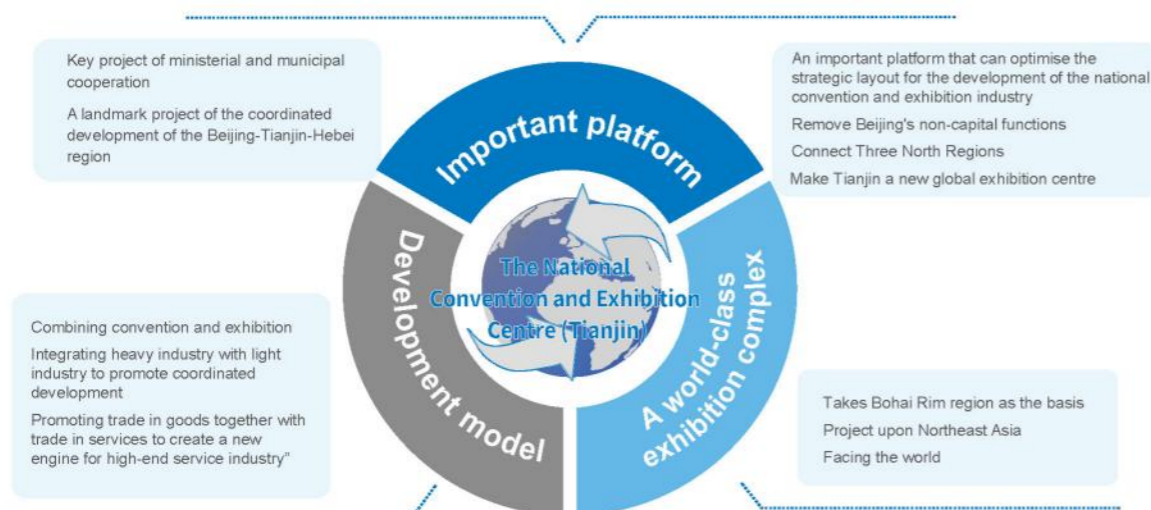 Key project of ministerial and municipal
cooperation
A landmark project of the coordinated
development of the Beijing-Tianjin-Hebei
region
An important platform that can optimise the
strategic layout for the development of the national
convention and exhibition industry
Remove Beijing's non-capital functions
Connect Three North Regions
Make Tianjin a new global exhibition centre
Important platform
Development model
A world-class
exhibition complex
The National
Convention and Exhibition
Centre (Tianjin)
Combining convention and exhibition
Integrating heavy industry with light
industry to promote coordinated
development
Promoting trade in goods together with
trade in services to create a new
engine for high-end service industry”
Takes Bohai Rim region as the basis
Project upon Northeast Asia
Facing the world